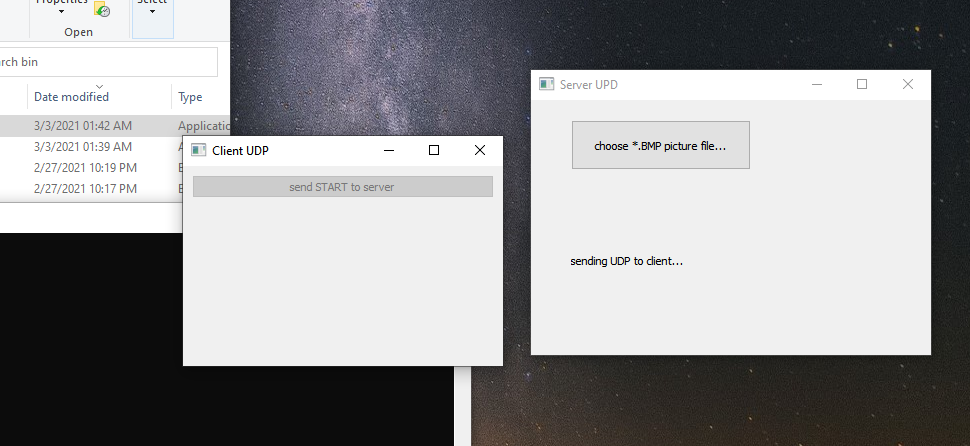 Properties
Select
Open
rch bin
Date modified
Type
3/3/2021 01:42 AM
Applicatio
3/3/2021 01:39 AM
2/27/2021 10:19 PM
2/27/2021 10:17 PM
Client UDP
send START to server
Server UPD
choose *.BMP picture file...
sending UDP to client...